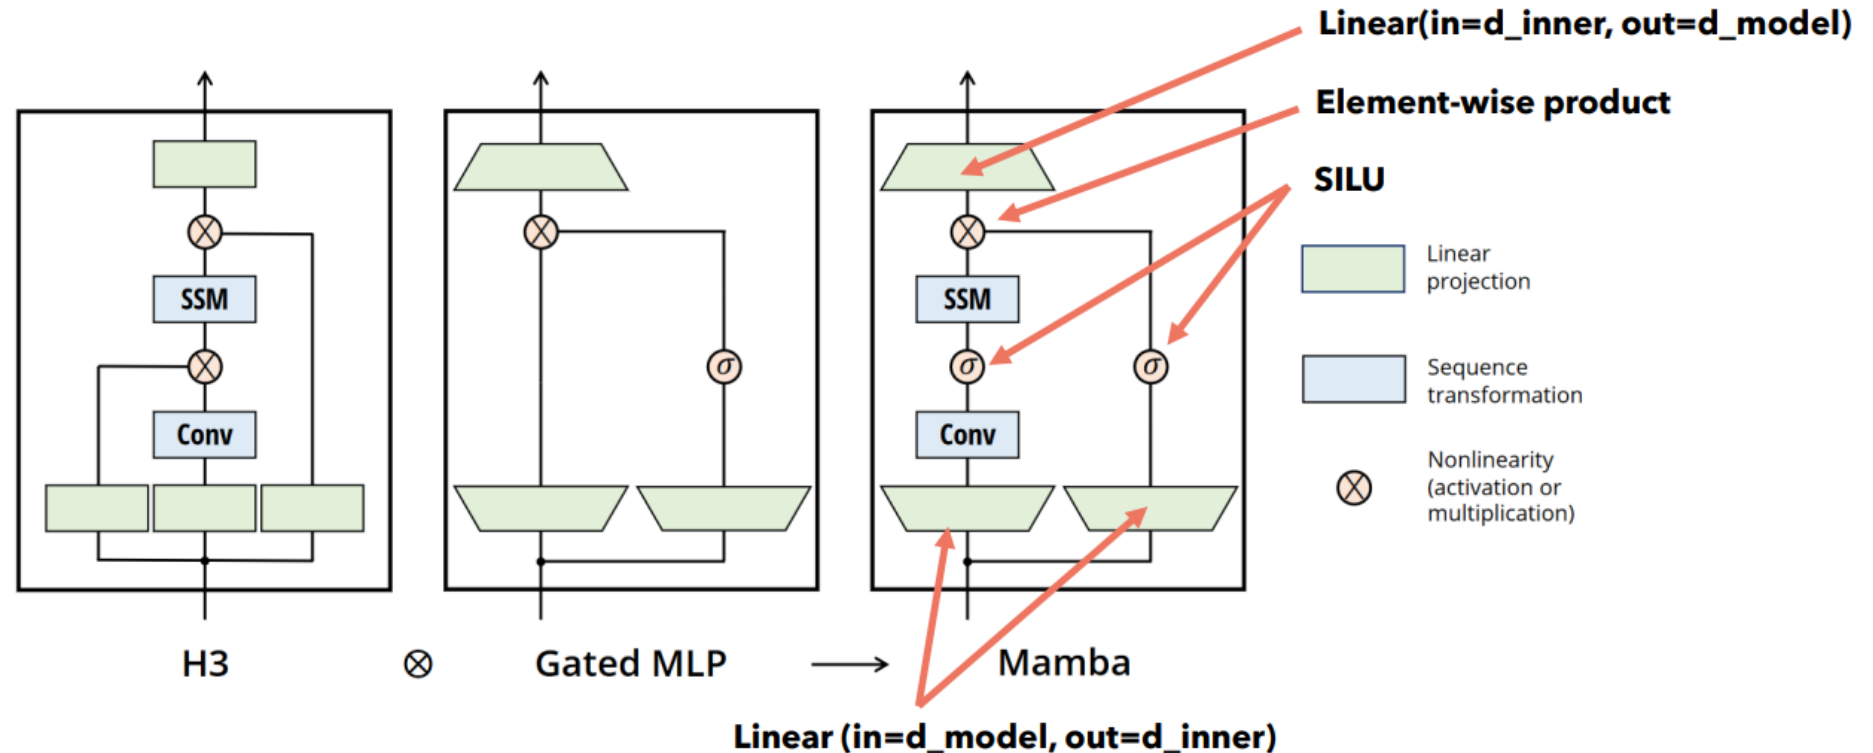 Linear(in=d_inner, out=d_model)
Element-wise product
SILU
SSM
Conv
σ
SSM
σ
σ
Conv
Linear
projection
Sequence
transformation
Nonlinearity
(activation or
multiplication)
H3 ⊗ Gated MLP → Mamba
Linear (in=d_model, out=d_inner)